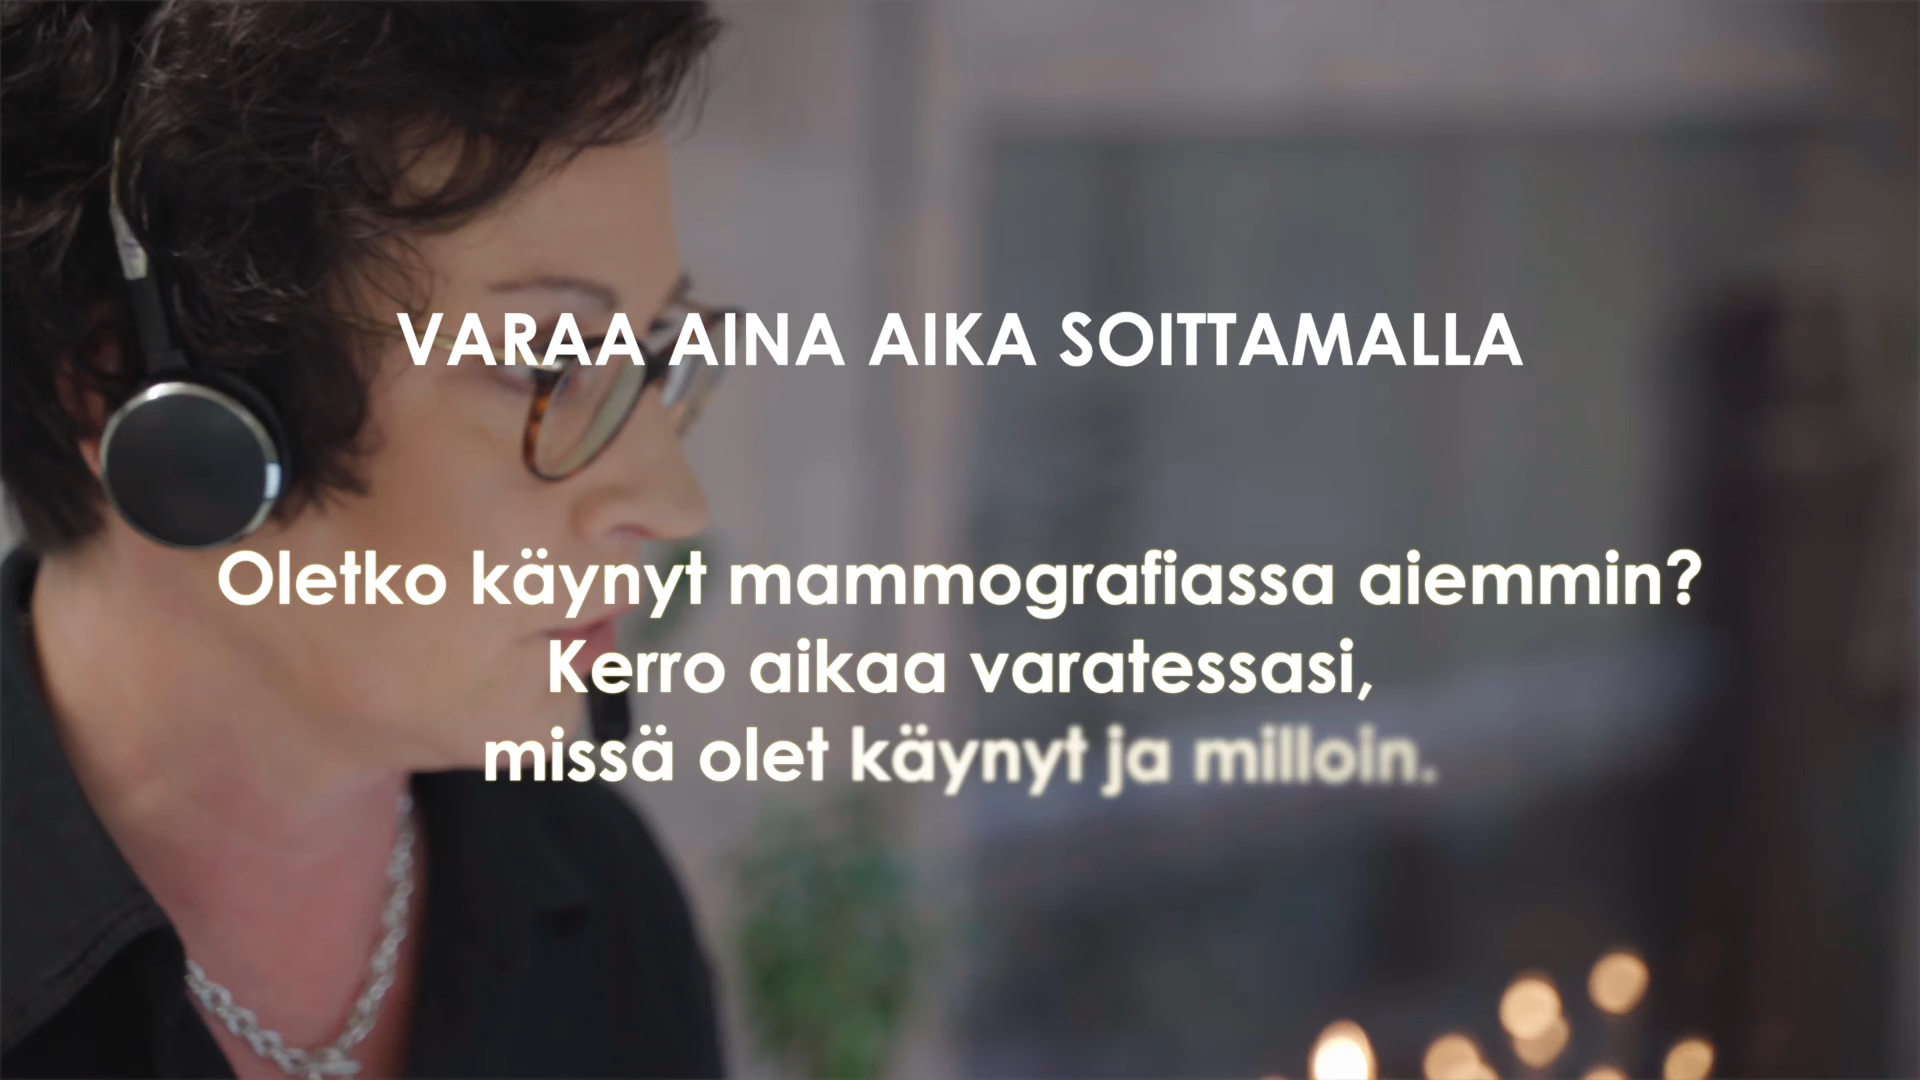 VARAA AINA AIKA SOITTAMALLA
Oletko käynyt mammografiassa aiemmin?
Kerro aikaa varatessasi,
missä olet käynyt ja milloin.